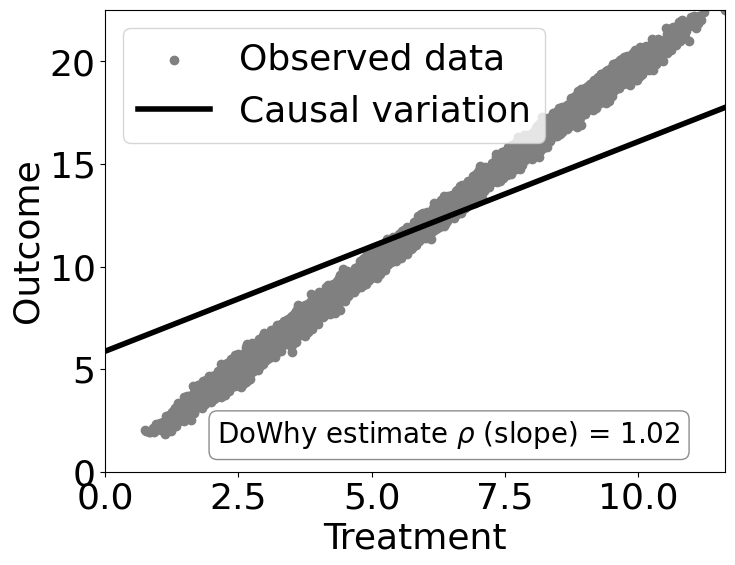 Observed data
Causal variation
Outcome
20
15
10
5
0
DoWhy estimate ρ (slope) = 1.02
0.0 2.5 5.0 7.5 10.0
Treatment